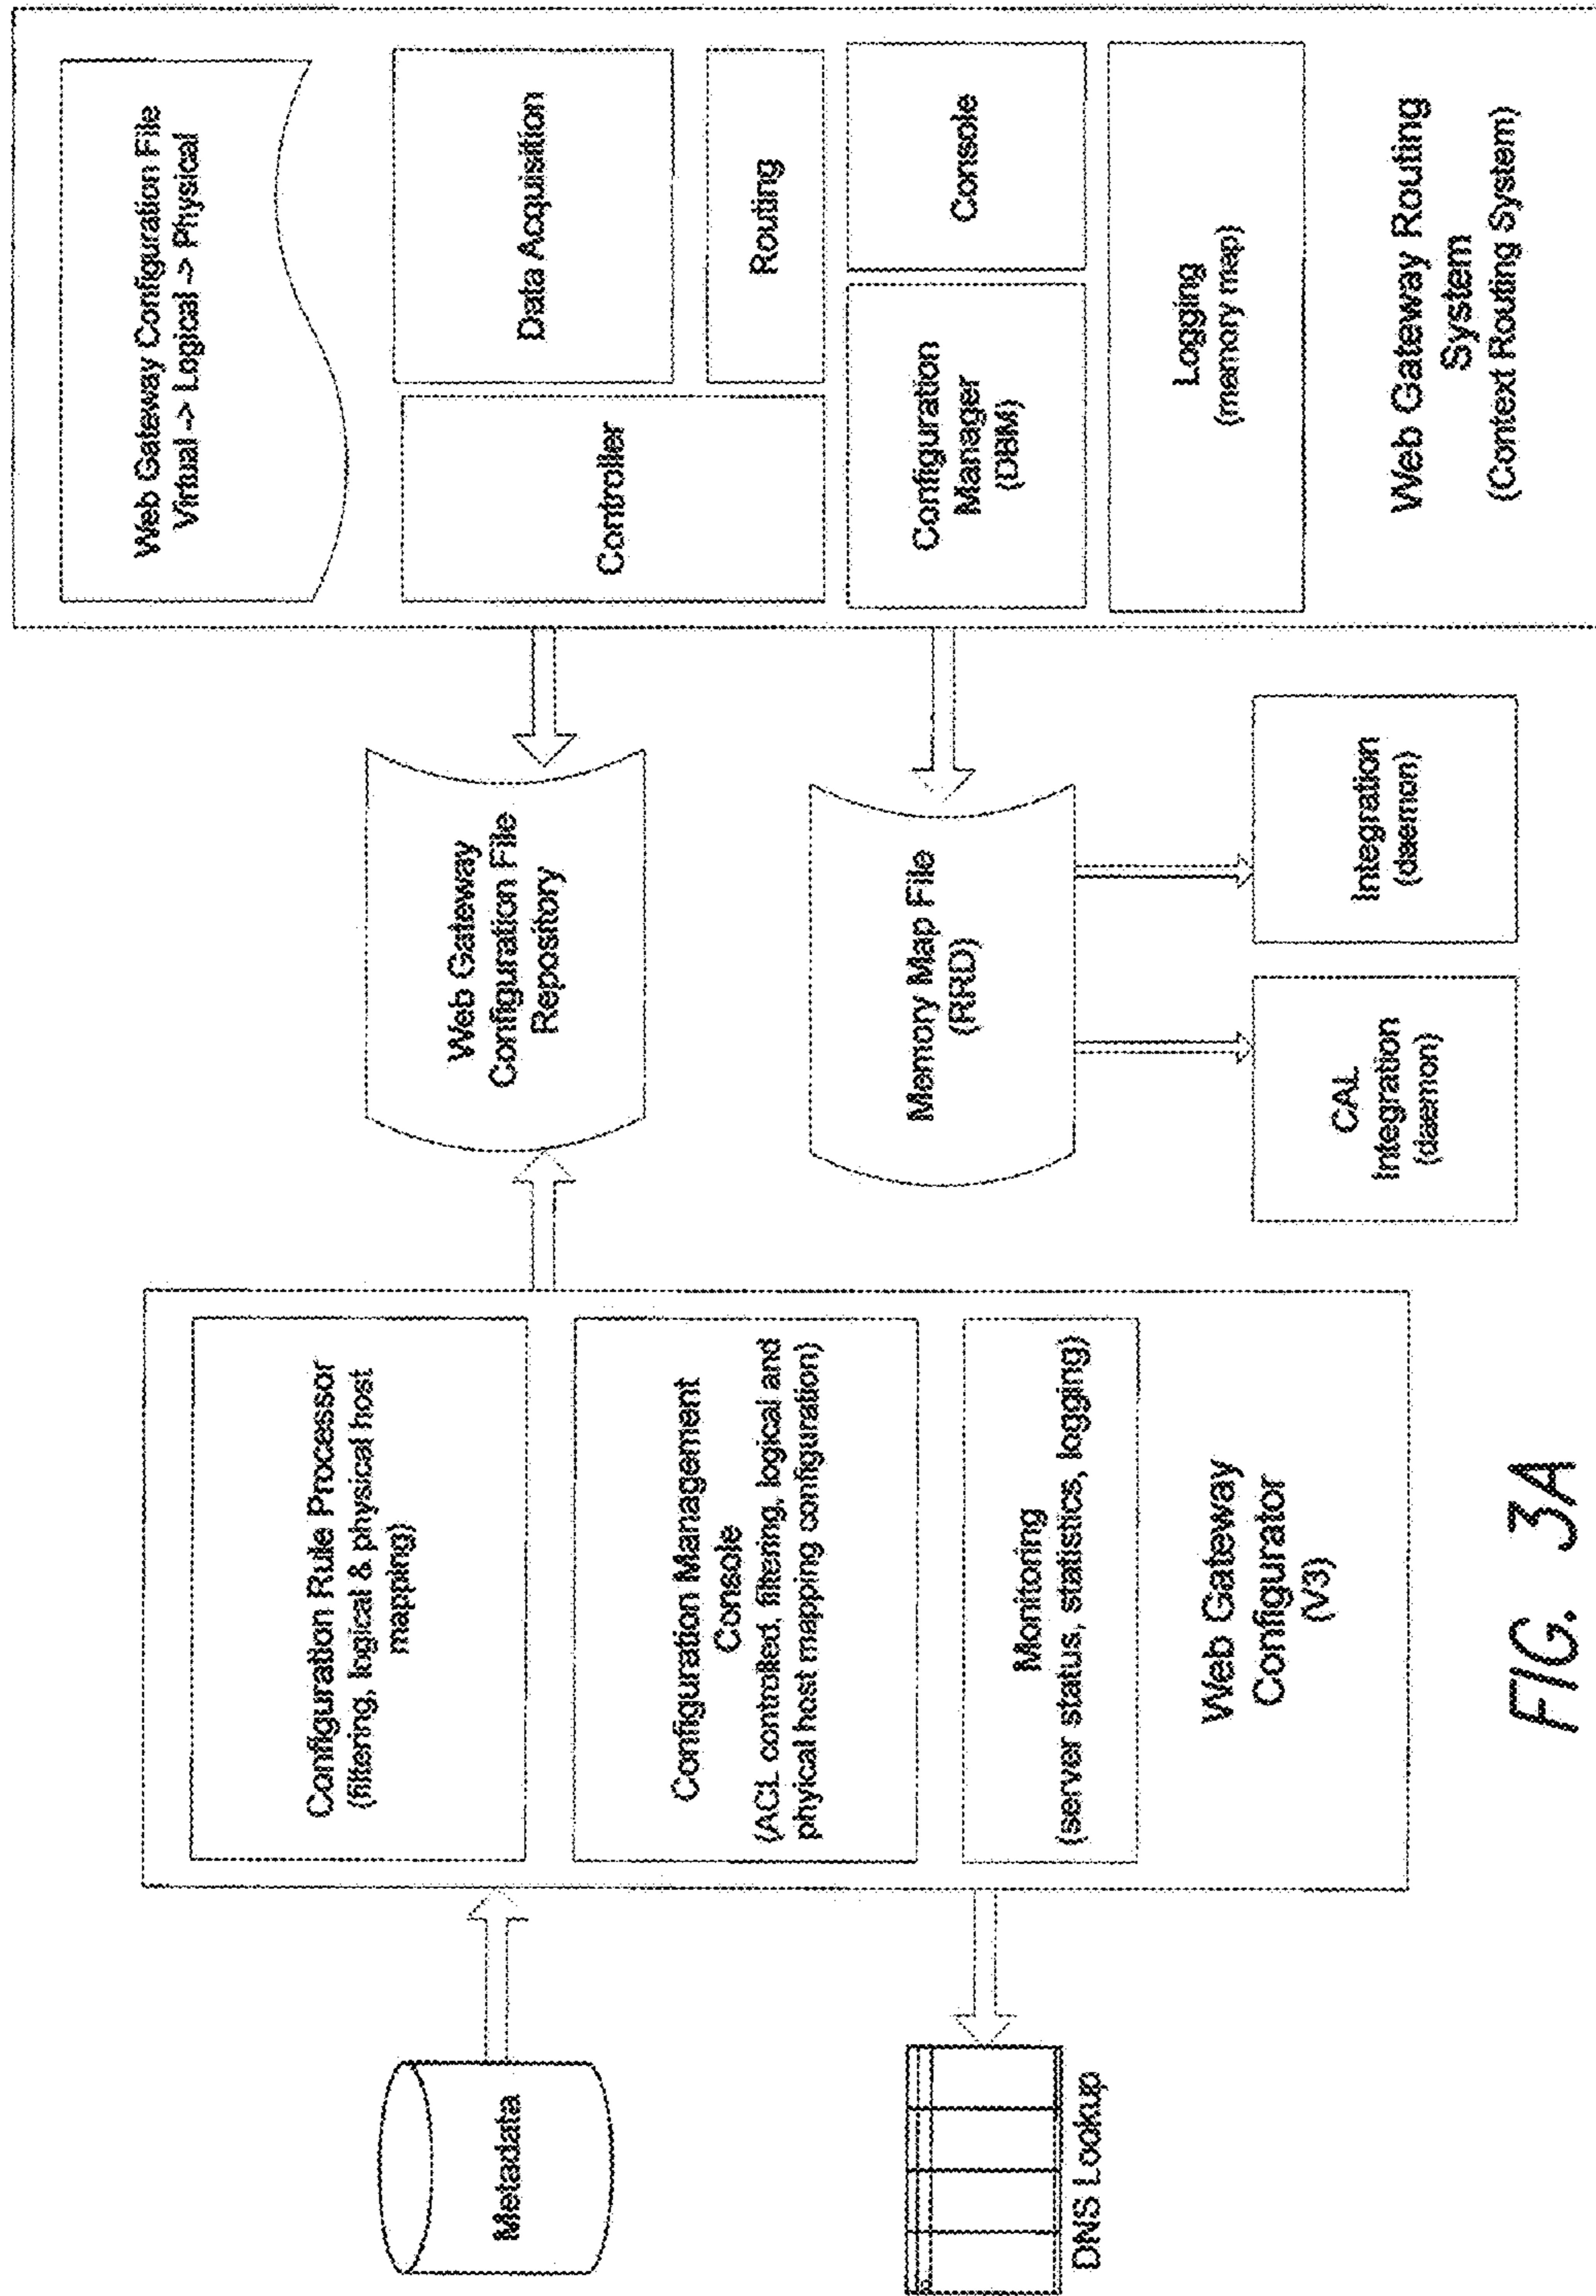 Metadata
DNS Lookup
Configuration Rule Processor
(filtering, logical & physical host
mapping)
Configuration Management
Console
(ACL controlled, filtering, logical and
phyical host mapping configuration)
Monitoring
(server status, statistics, logging)
Web Gateway
Configurator
(V3)
Web Gateway
Configuration File
Repository
Memory Map File
(RRD)
CAL
Integration
(daemon)
Integration
(daemon)
Web Gateway Configuration File
Virtual -> Logical -> Physical
Controller
Data Acquisition
Routing
Configuration
Manager
(DBM)
Console
Logging
(memory map)
Web Gateway Routing
System
(Context Routing System)
FIG. 3A